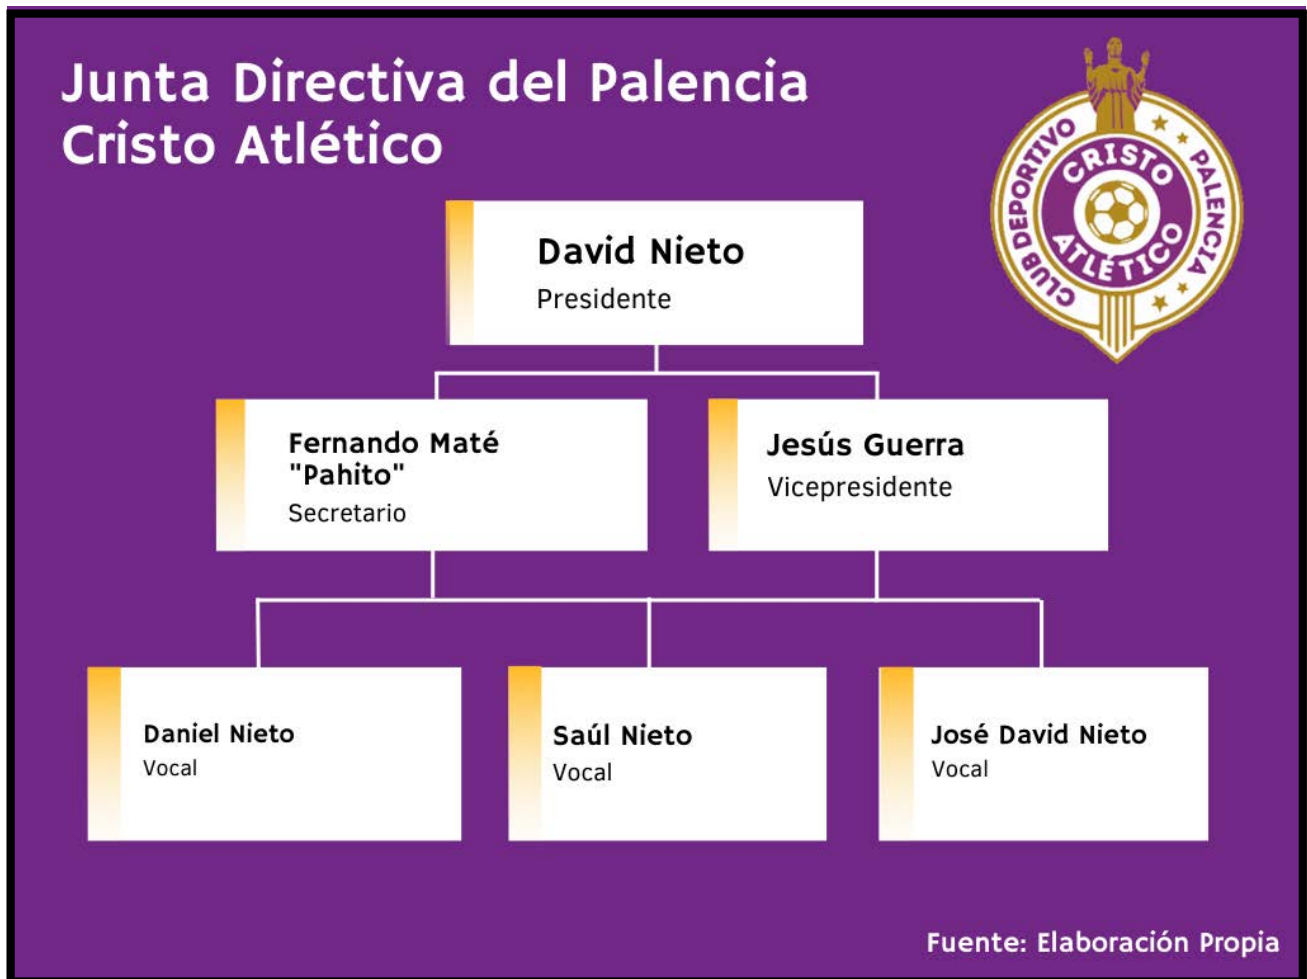 Junta Directiva del Palencia
Cristo Atlético
CLUB DEPORTIVO
PALENCIA
CRISTO
ATLÉTICO
David Nieto
Presidente
Fernando Maté
"Pahito"
Secretario
Jesús Guerra
Vicepresidente
Daniel Nieto
Vocal
Saúl Nieto
Vocal
José David Nieto
Vocal
Fuente: Elaboración Propia